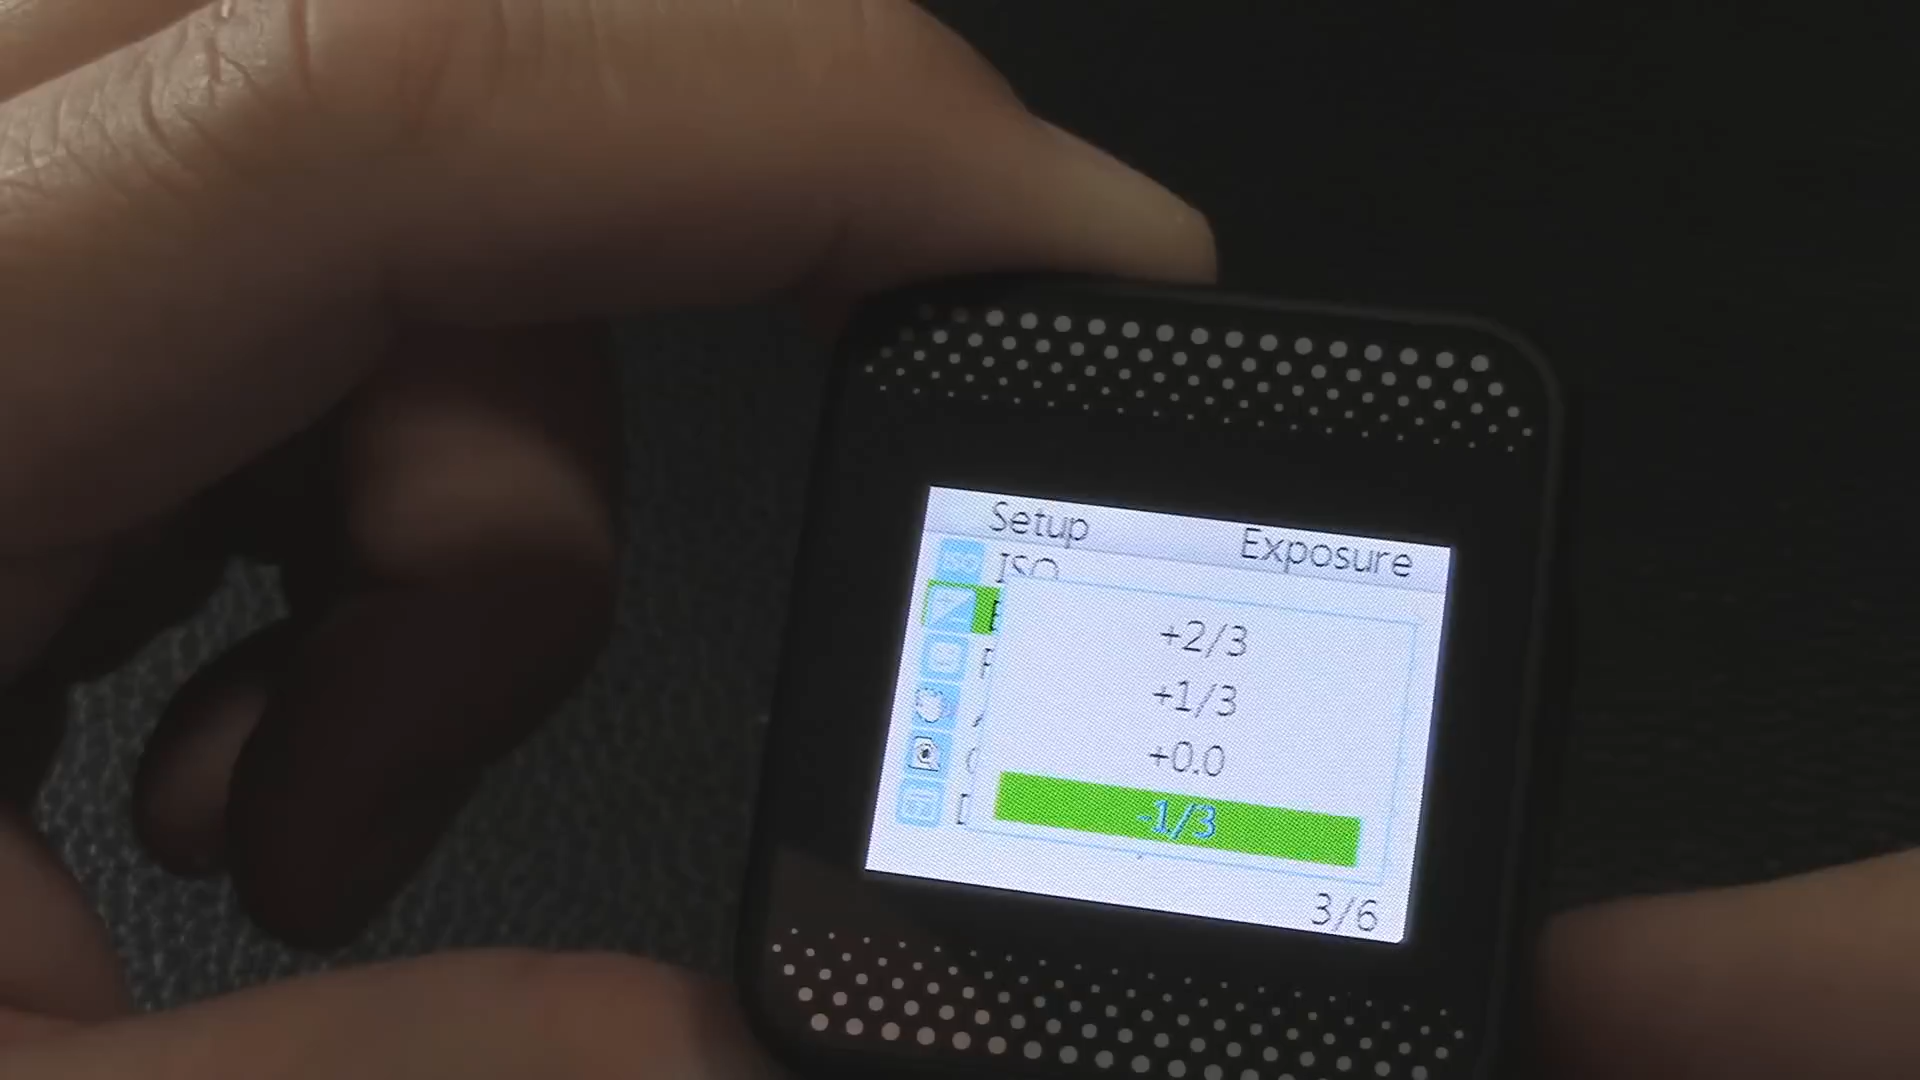 Setup Exposure
ISO
+2/3
+1/3
+0.0
-1/3
3/6